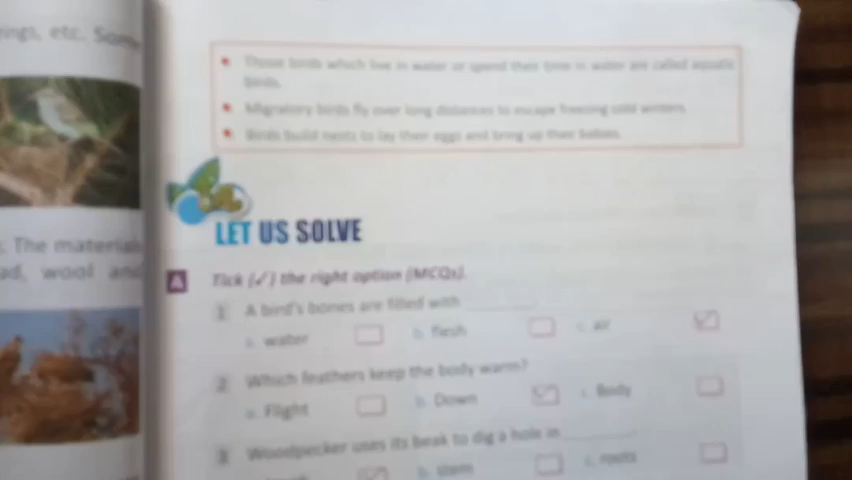 ings, etc. Some
Those birds which live in water or spend their time in water are called aquatic
birds.
Migratory birds fly over long distances to escape freezing cold winters.
Birds build nests to lay their eggs and bring up their babies.
LET US SOLVE
. The material
ad, wool and
A Tick (✓) the right option (MCQs).
1 A bird's bones are filled with ________
a. water b. flesh c. air
2 Which feathers keep the body warm?
a. Flight b. Down c. Body
3 Woodpecker uses its beak to dig a hole in ________
b. stem c. roots